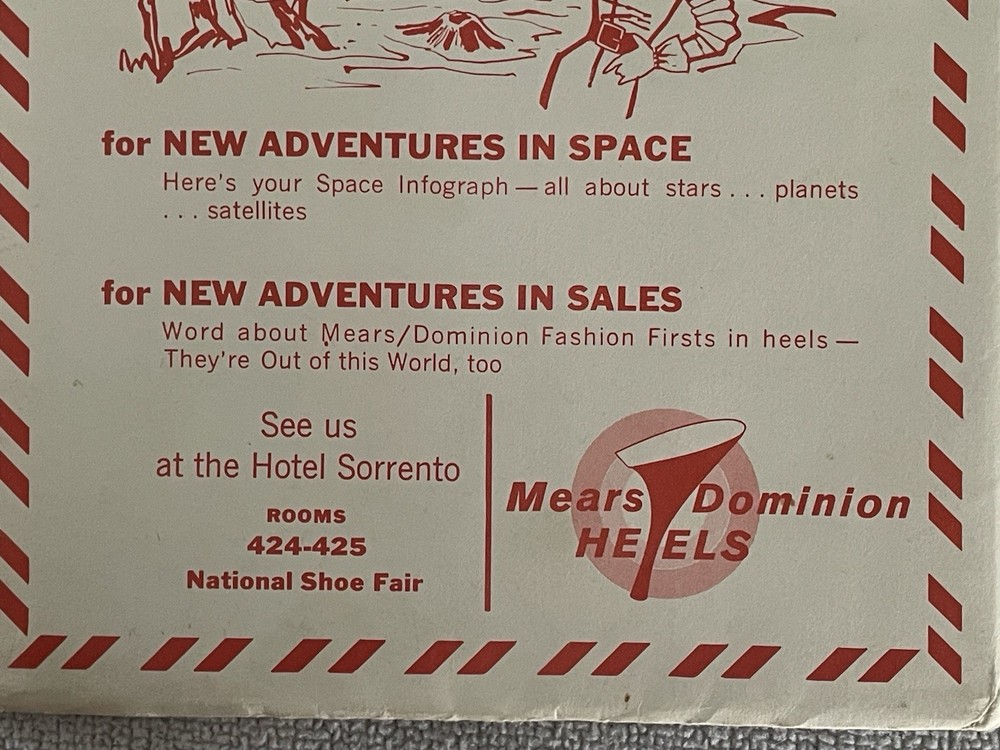 for NEW ADVENTURES IN SPACE
Here's your Space Infograph — all about stars . . . planets
. . . satellites
for NEW ADVENTURES IN SALES
Word about Mears/Dominion Fashion Firsts in heels —
They're Out of this World, too
See us
at the Hotel Sorrento
ROOMS
424-425
National Shoe Fair
Mears Dominion
HEELS